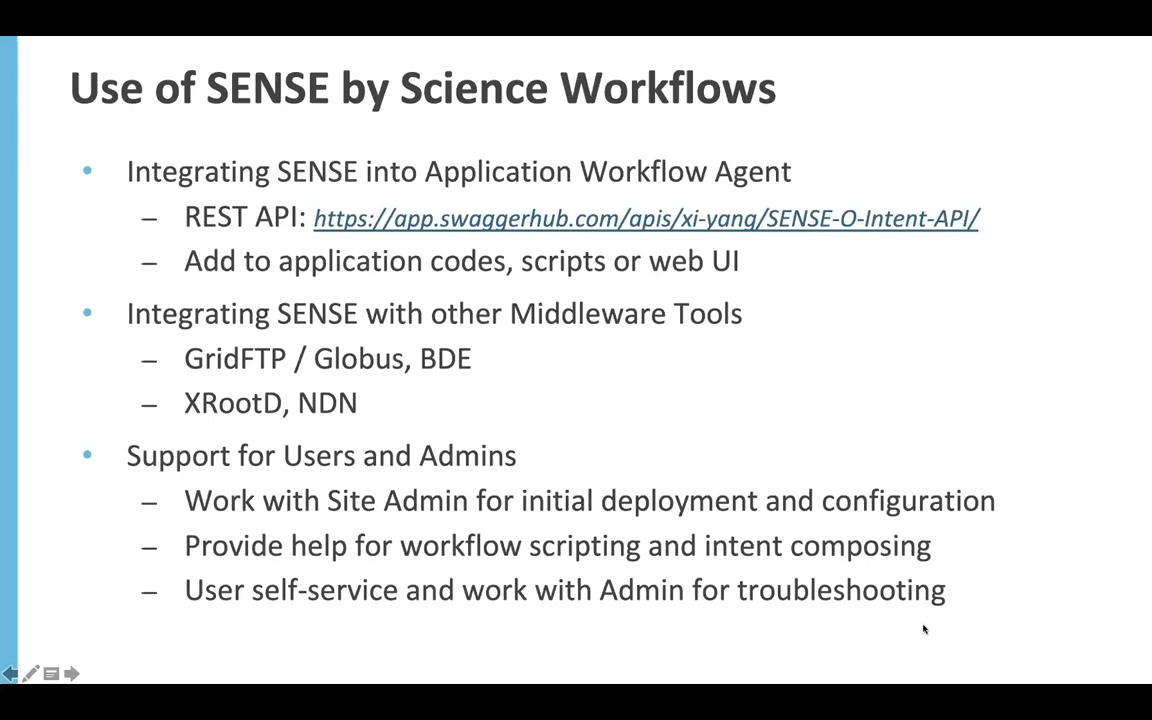 Use of SENSE by Science Workflows
• Integrating SENSE into Application Workflow Agent
– REST API: https://app.swaggerhub.com/apis/xi-yang/SENSE-O-Intent-API/
– Add to application codes, scripts or web UI
• Integrating SENSE with other Middleware Tools
– GridFTP / Globus, BDE
– XRootD, NDN
• Support for Users and Admins
– Work with Site Admin for initial deployment and configuration
– Provide help for workflow scripting and intent composing
– User self-service and work with Admin for troubleshooting